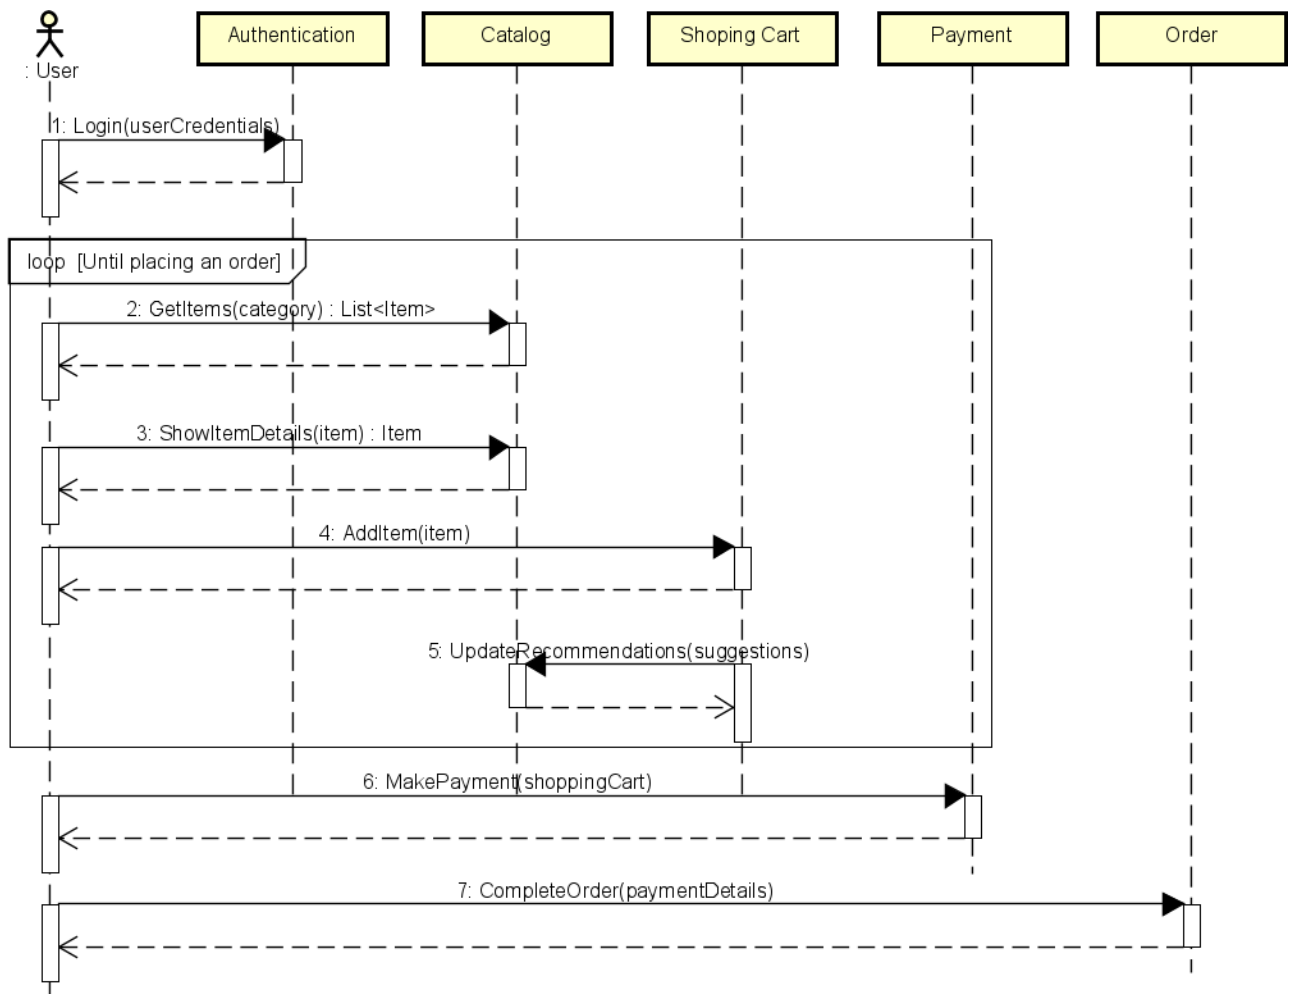 Authentication
Catalog
Shoping Cart
Payment
Order
: User
1: Login(userCredentials)
loop [Until placing an order]
2: GetItems(category) : List<Item>
3: ShowItemDetails(item) : Item
4: AddItem(item)
5: UpdateRecommendations(suggestions)
6: MakePayment(shoppingCart)
7: CompleteOrder(paymentDetails)